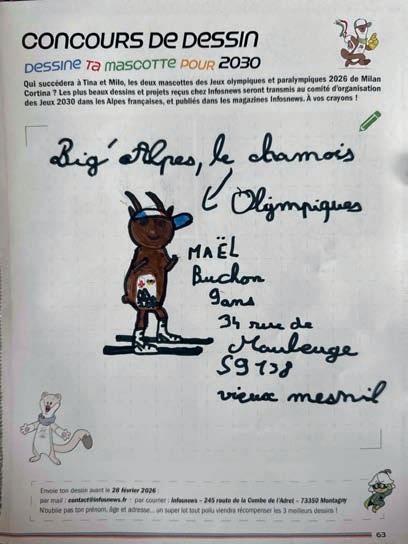 CONCOURS DE DESSIN
DESSINE TA MASCOTTE POUR 2030
Qui succédera à Tina et Milo, les deux mascottes des Jeux olympiques et paralympiques 2026 de Milan
Cortina ? Les plus beaux dessins et projets reçus chez Infosnews seront transmis au comité d'organisation
des Jeux 2030 dans les Alpes françaises, et publiés dans les magazines Infosnews. À vos crayons !
Big'Alpes, le chamois
Olympiques
MAËL
Buchon
9ans
34 rue de
Maubeuge
59138
vieux mesnil
Envoie ton dessin avant le 28 février 2026 :
par mail : contact@infosnews.fr - par courrier : Infosnews – 245 route de la Combe de l'Adret – 73350 Montagny
N'oublie pas ton prénom, âge et adresse... un super lot tout poilu viendra récompenser les 3 meilleurs dessins !
63